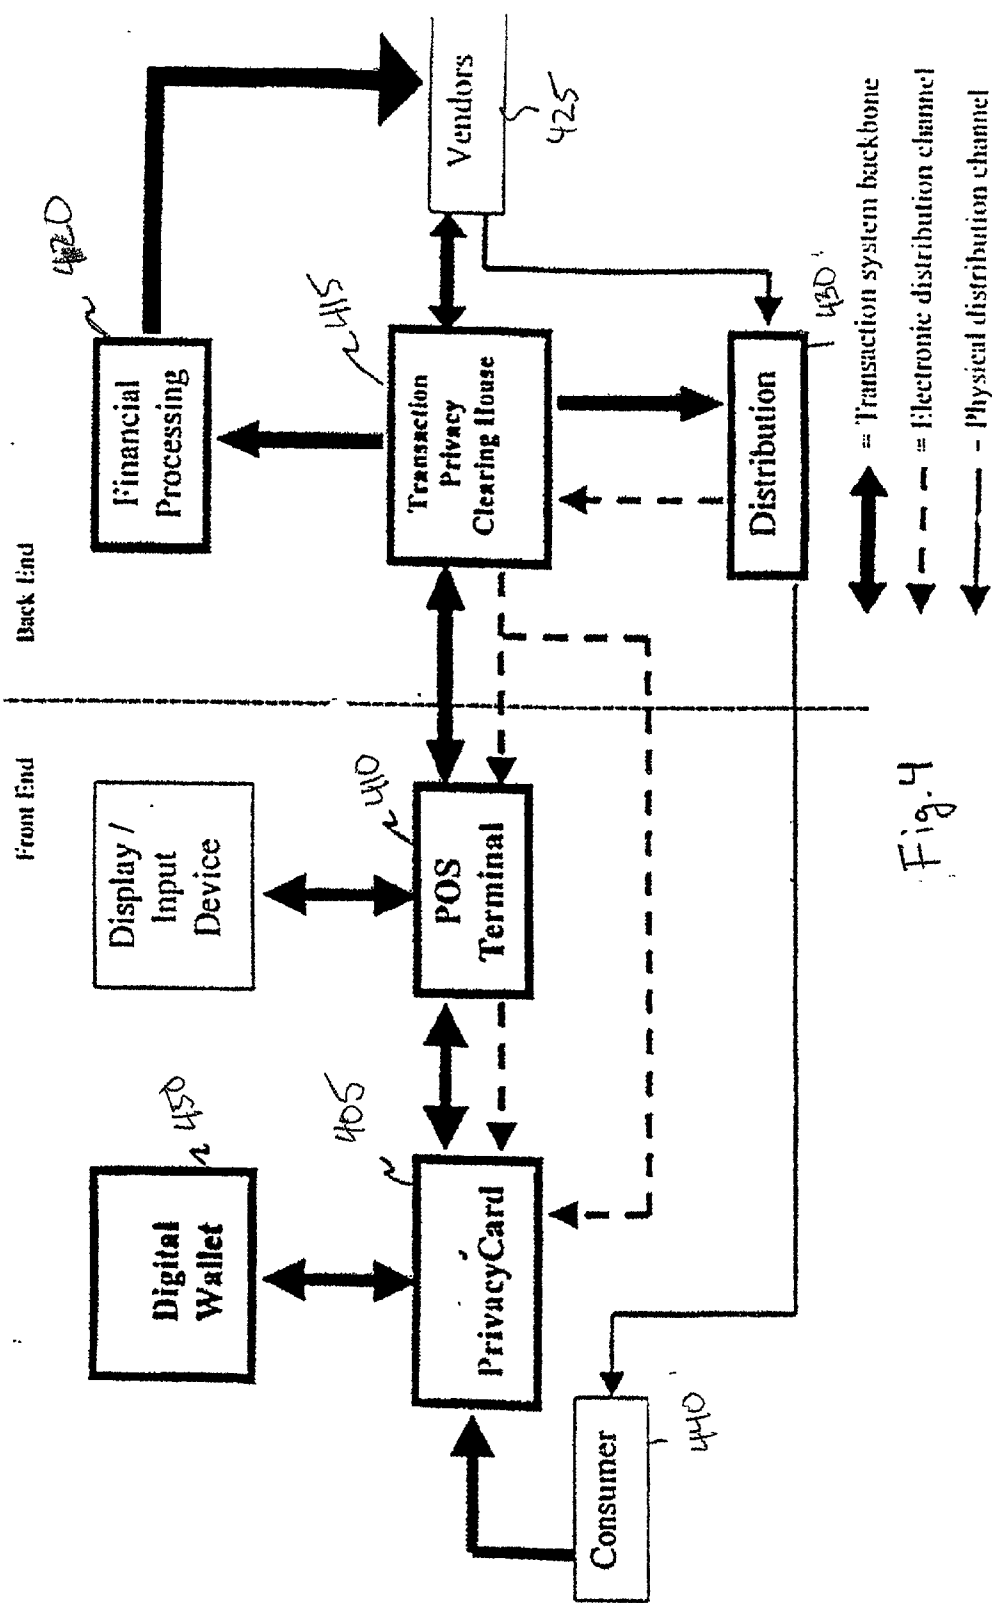 Front End
Back End
Digital
Wallet
450
Display /
Input
Device
Financial
Processing
420
405
PrivacyCard
410
POS
Terminal
415
Transaction
Privacy
Clearing House
Vendors
425
Consumer
440
Distribution
430
= Transaction system backbone
= Electronic distribution channel
- Physical distribution channel
Fig. 4